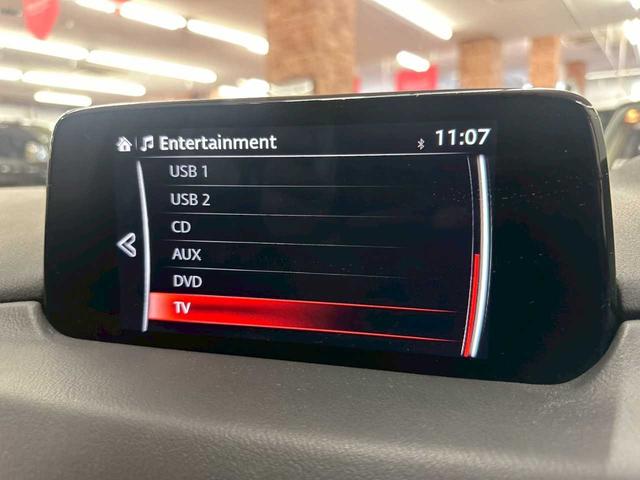 Entertainment 11:07
USB 1
USB 2
CD
AUX
DVD
TV